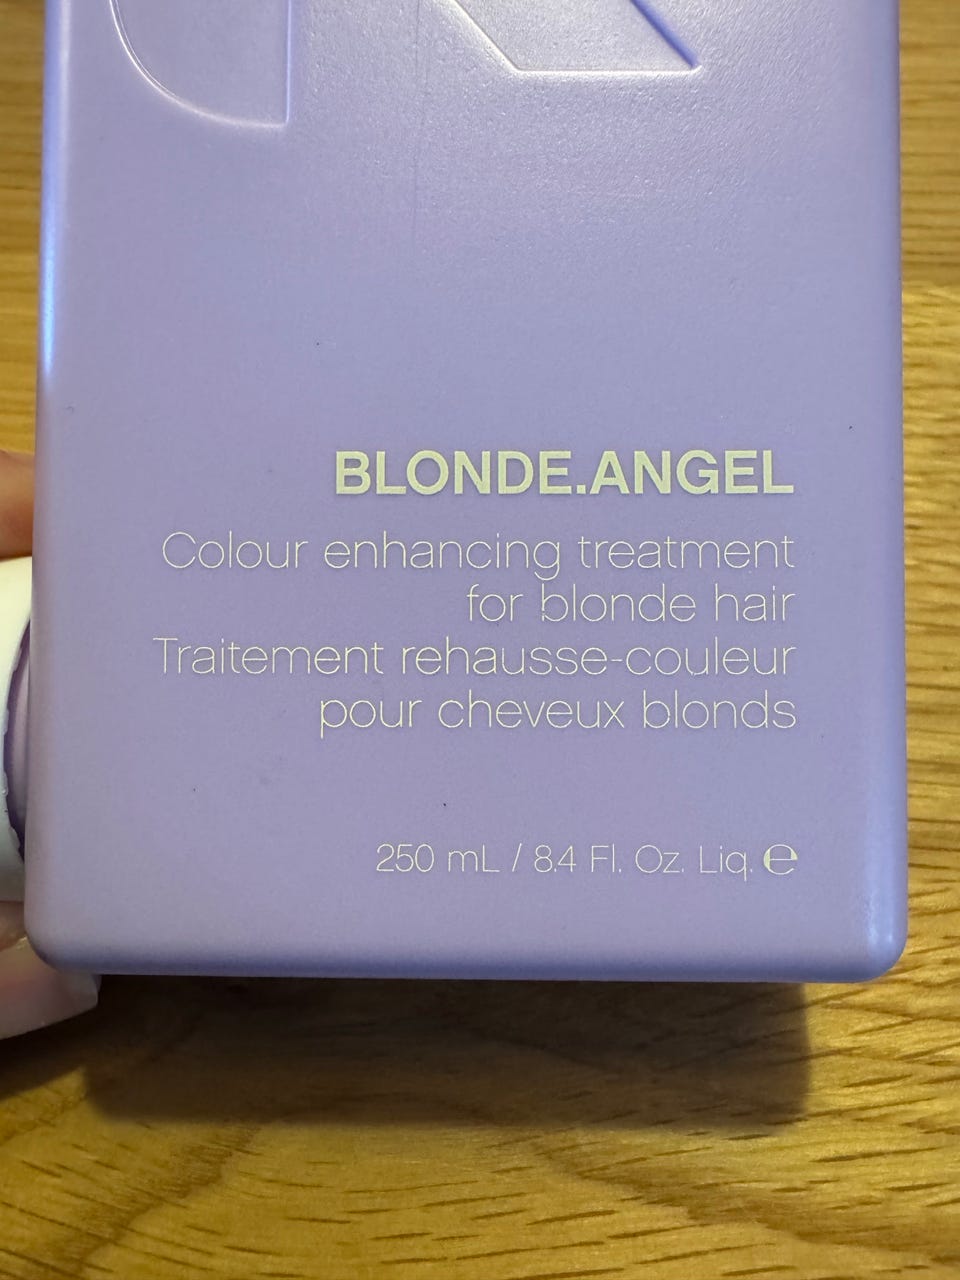 BLONDE.ANGEL
Colour enhancing treatment
for blonde hair
Traitement rehausse-couleur
pour cheveux blonds
250 mL / 8.4 Fl. Oz. Liq. ℮